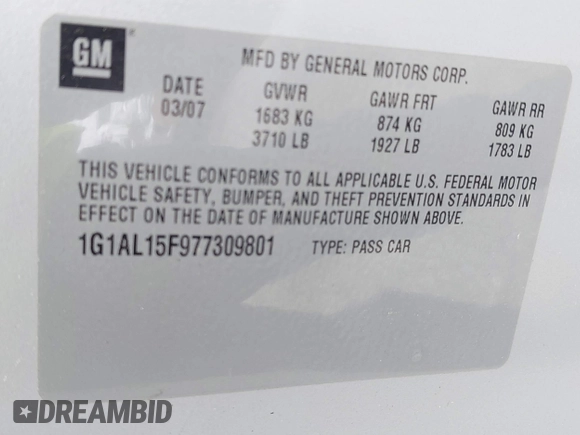 GM
MFD BY GENERAL MOTORS CORP.
DATE GVWR GAWR FRT GAWR RR
03/07 1683 KG 874 KG 809 KG
3710 LB 1927 LB 1783 LB
THIS VEHICLE CONFORMS TO ALL APPLICABLE U.S. FEDERAL MOTOR
VEHICLE SAFETY, BUMPER, AND THEFT PREVENTION STANDARDS IN
EFFECT ON THE DATE OF MANUFACTURE SHOWN ABOVE.
1G1AL15F977309801 TYPE: PASS CAR
DREAMBID